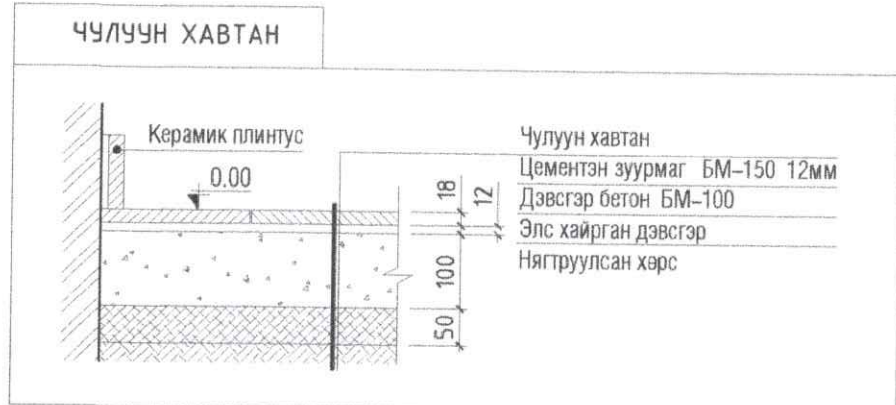 ЧУЛУУН ХАВТАН
Керамик плинтус
0.00
18
12
100
50
Чулуун хавтан
Цементэн зуурмаг БМ-150 12мм
Дэвсгэр бетон БМ-100
Элс хайрган дэвсгэр
Нягтруулсан хөрс